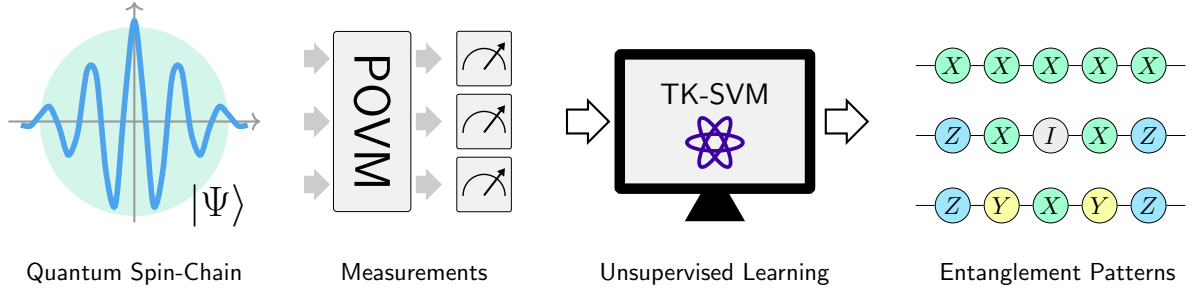 |Ψ⟩
POVM
TK-SVM
X X X X X
Z X I X Z
Z Y X Y Z
Quantum Spin-Chain
Measurements
Unsupervised Learning
Entanglement Patterns